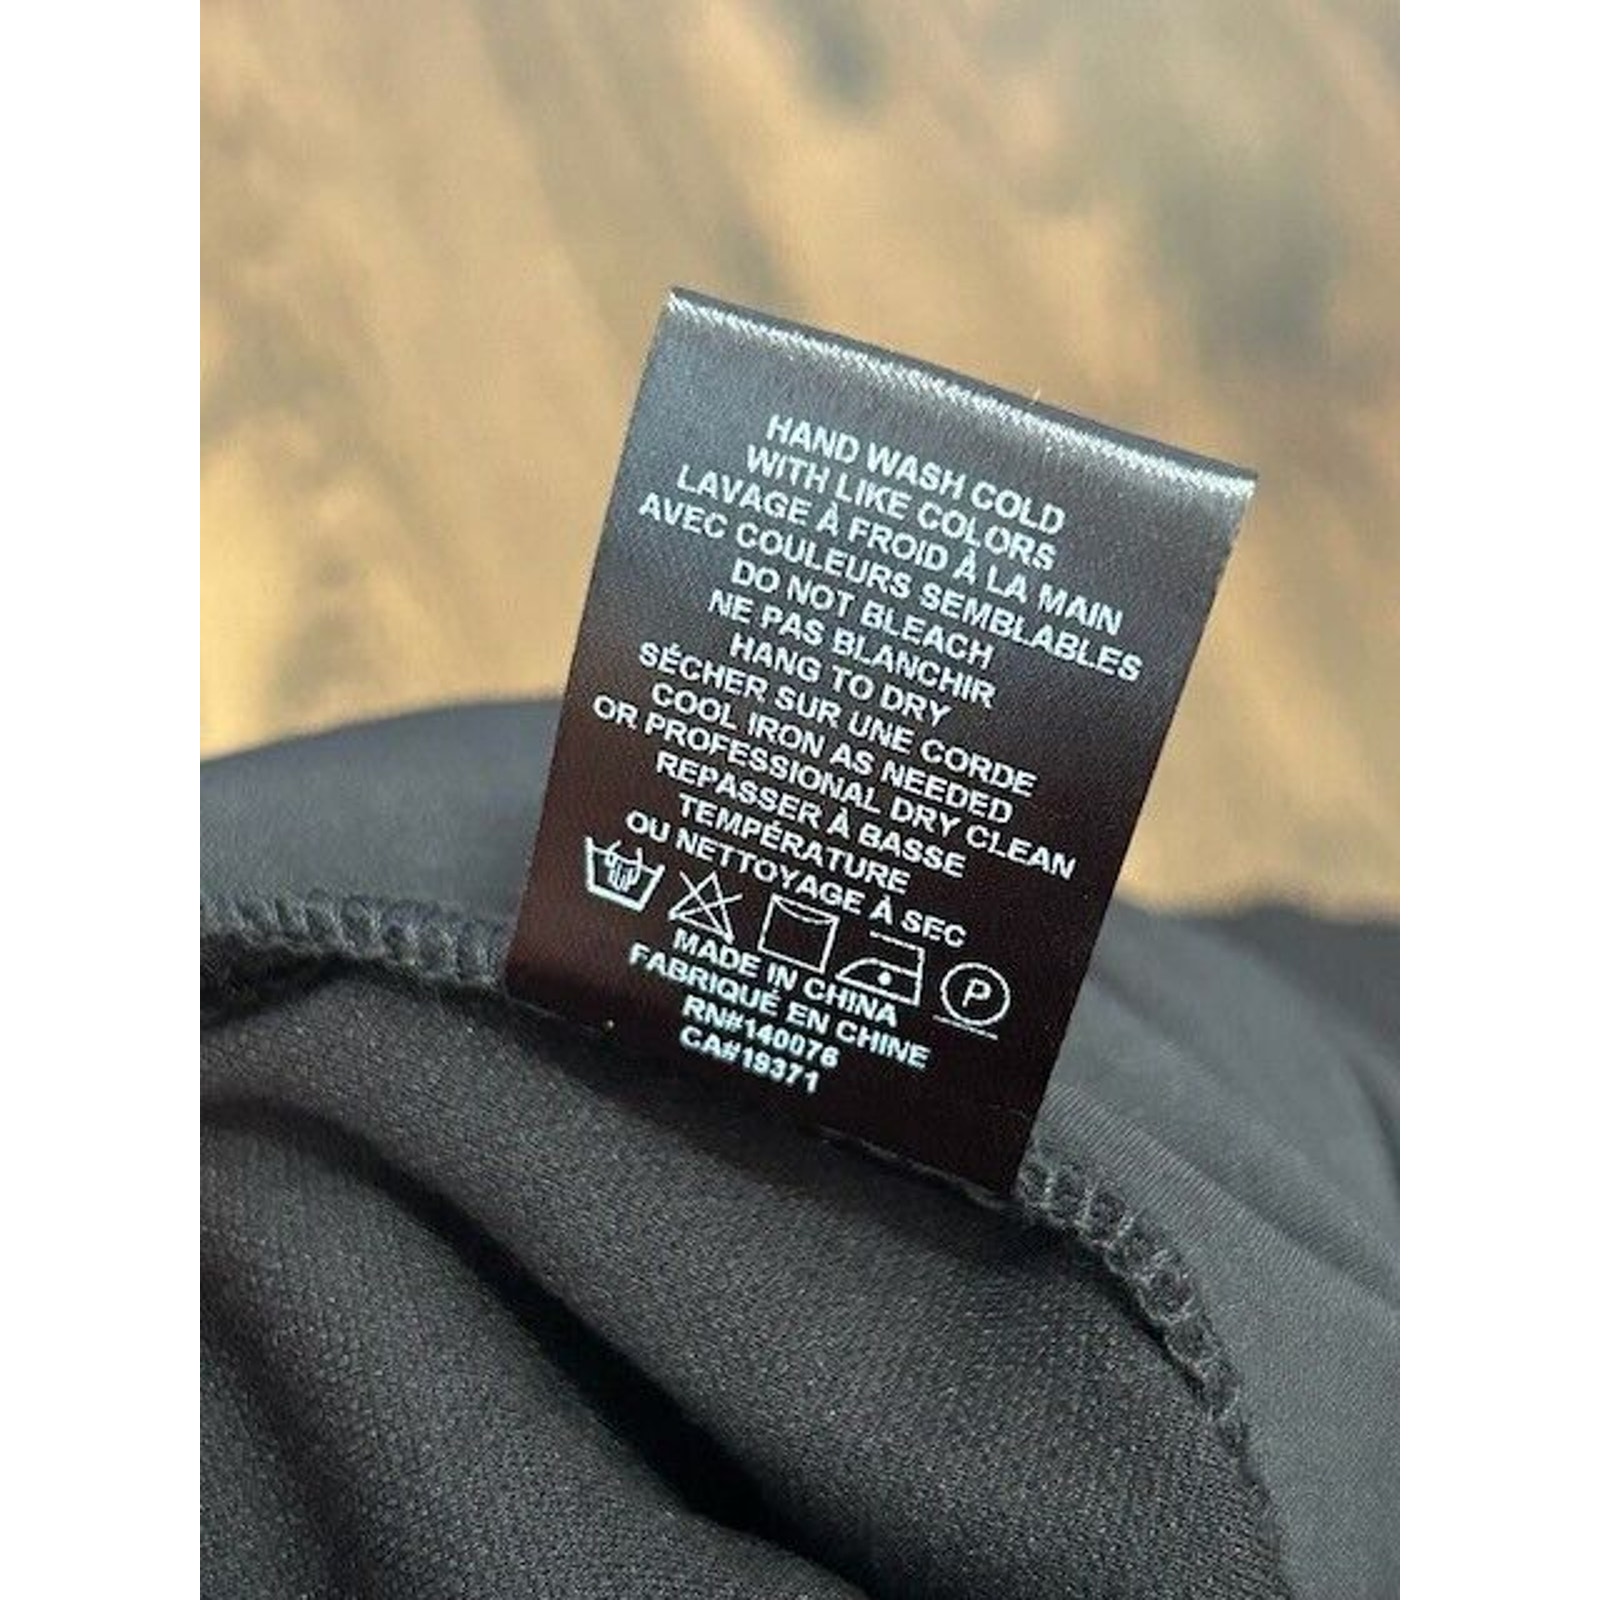 HAND WASH COLD
WITH LIKE COLORS
LAVAGE À FROID À LA MAIN
AVEC COULEURS SEMBLABLES
DO NOT BLEACH
NE PAS BLANCHIR
HANG TO DRY
SÉCHER SUR UNE CORDE
COOL IRON AS NEEDED
OR PROFESSIONAL DRY CLEAN
REPASSER À BASSE
TEMPÉRATURE
OU NETTOYAGE À SEC
P
MADE IN CHINA
FABRIQUÉ EN CHINE
RN#140076
CA#19371